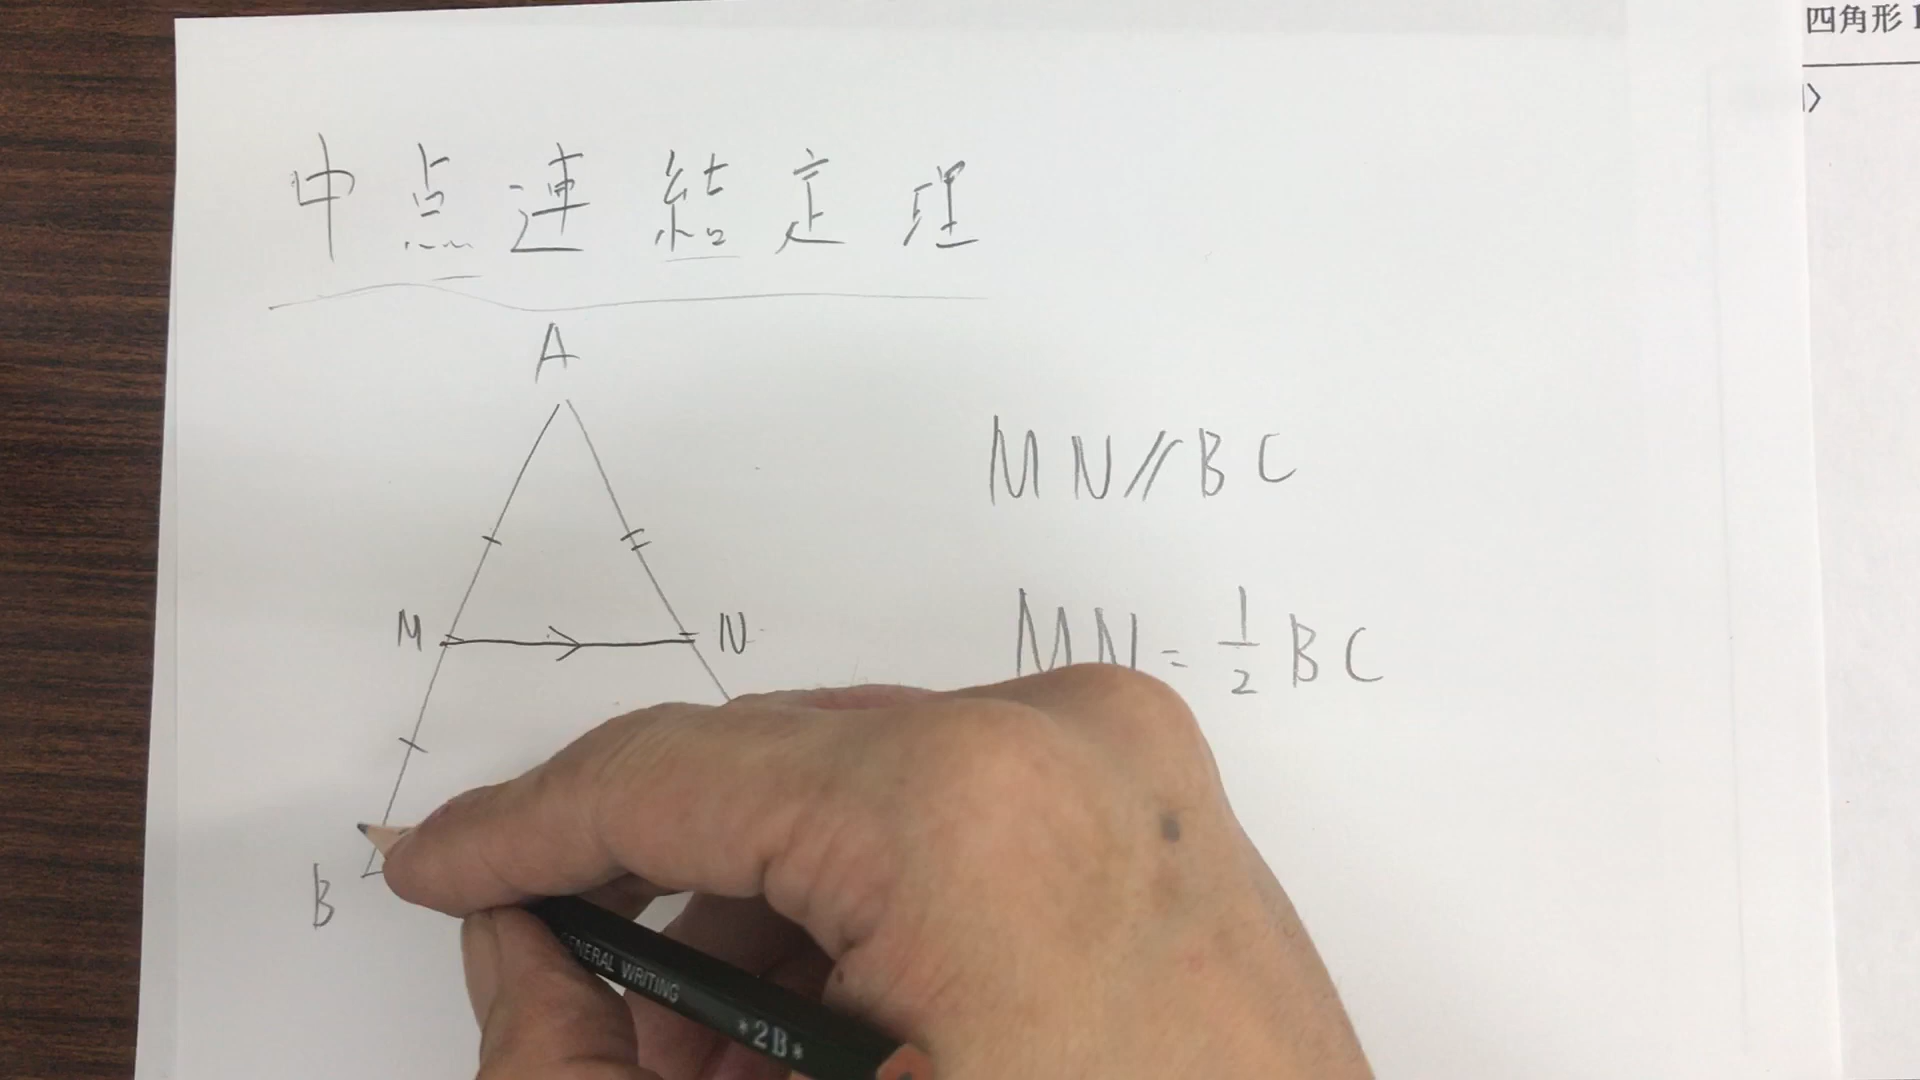 四角形
中点連結定理
A
MN//BC
M N
MN=1/2 BC
B
GENERAL WRITING *2B*